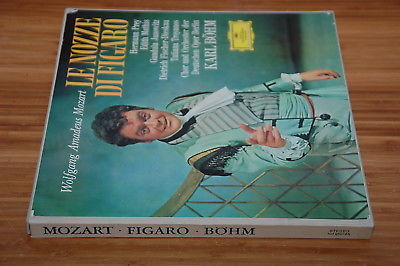 Wolfgang Amadeus Mozart
LE NOZZE
DI FIGARO
Hermann Prey
Edith Mathis
Gundula Janowitz
Dietrich Fischer-Dieskau
Tatiana Troyanos
Chor und Orchester der
Deutschen Oper Berlin
KARL BÖHM
MOZART · FIGARO · BÖHM
STEREO